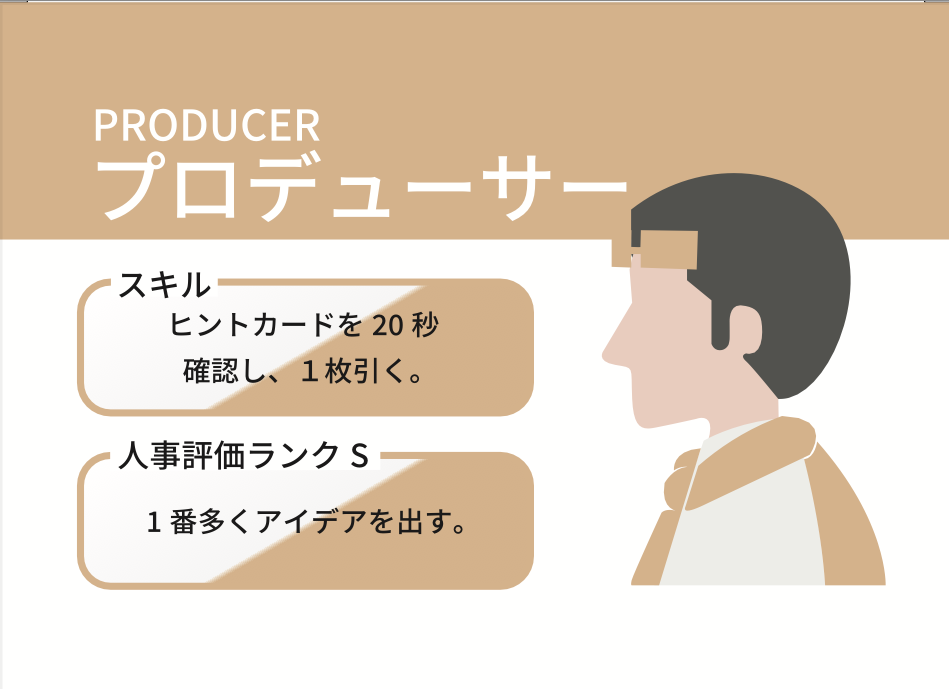 PRODUCER
プロデューサー
スキル
ヒントカードを 20 秒
確認し、１枚引く。
人事評価ランク S
1 番多くアイデアを出す。